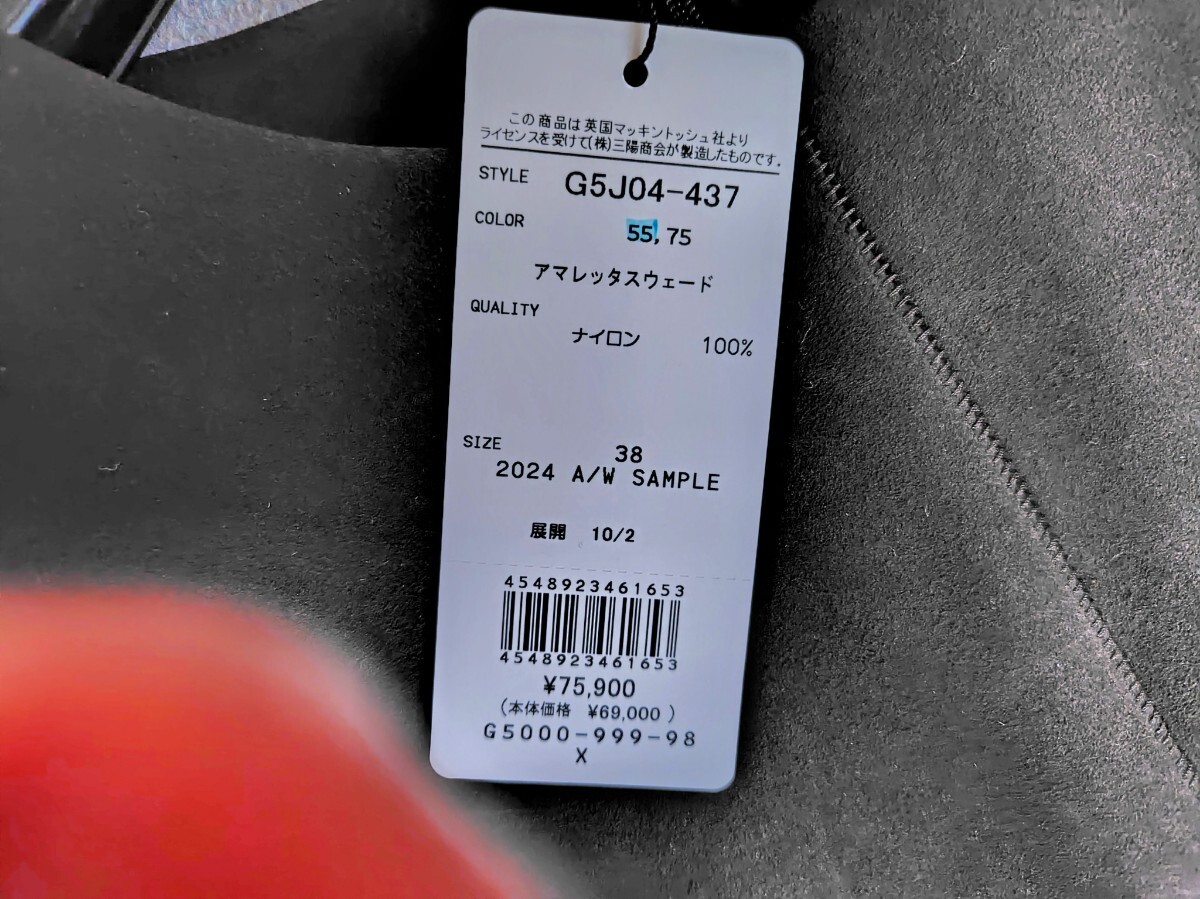 この商品は英国マッキントッシュ社より
ライセンスを受けて(株)三陽商会が製造したものです。
STYLE G5J04-437
COLOR 55, 75
アマレッタスウェード
QUALITY
ナイロン 100%
SIZE 38
2024 A/W SAMPLE
展開 10/2
4548923461653
4548923461653
¥75,900
(本体価格 ¥69,000)
G5000-999-98
X